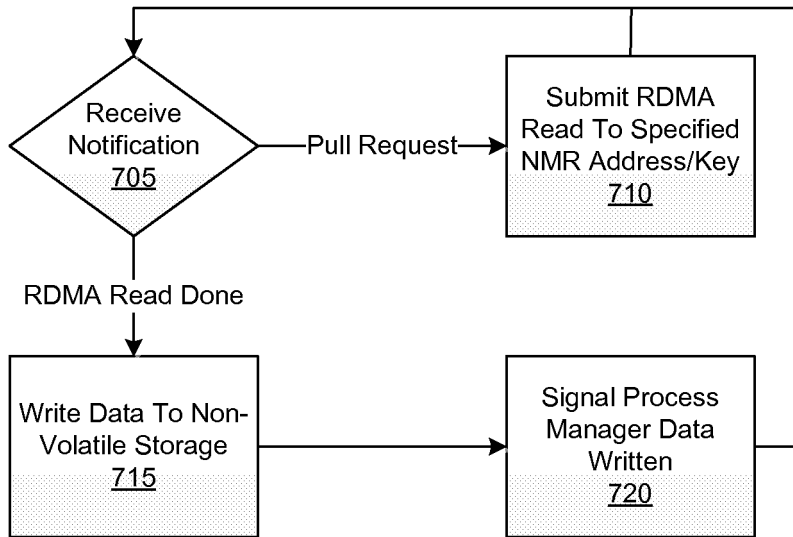 Receive
Notification
705
Pull Request
Submit RDMA
Read To Specified
NMR Address/Key
710
RDMA Read Done
Write Data To Non-
Volatile Storage
715
Signal Process
Manager Data
Written
720